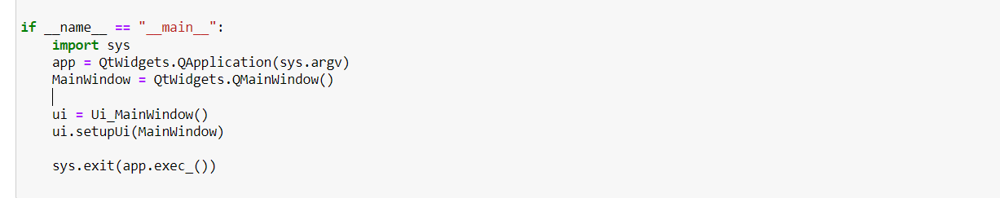 if __name__ == "__main__":
    import sys
    app = QtWidgets.QApplication(sys.argv)
    MainWindow = QtWidgets.QMainWindow()
    ui = Ui_MainWindow()
    ui.setupUi(MainWindow)
    sys.exit(app.exec_())